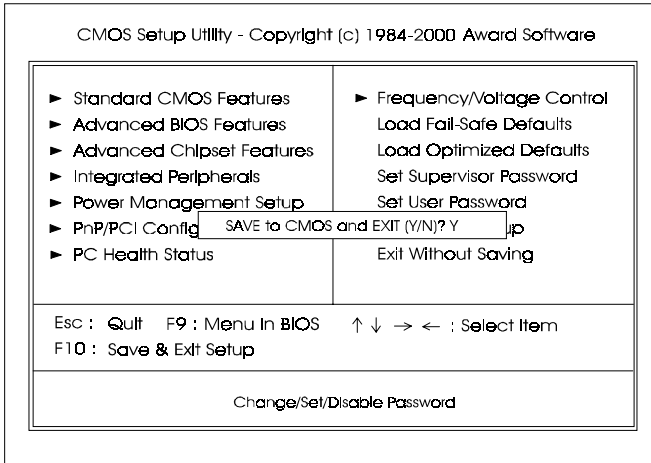 CMOS Setup Utility - Copyright (c) 1984-2000 Award Software
► Standard CMOS Features
► Advanced BIOS Features
► Advanced Chipset Features
► Integrated Peripherals
► Power Management Setup
► PnP/PCI Config
► PC Health Status
► Frequency/Voltage Control
Load Fail-Safe Defaults
Load Optimized Defaults
Set Supervisor Password
Set User Password
up
Exit Without Saving
SAVE to CMOS and EXIT (Y/N)? Y
Esc : Quit F9 : Menu in BIOS ↑ ↓ → ← : Select Item
F10 : Save & Exit Setup
Change/Set/Disable Password